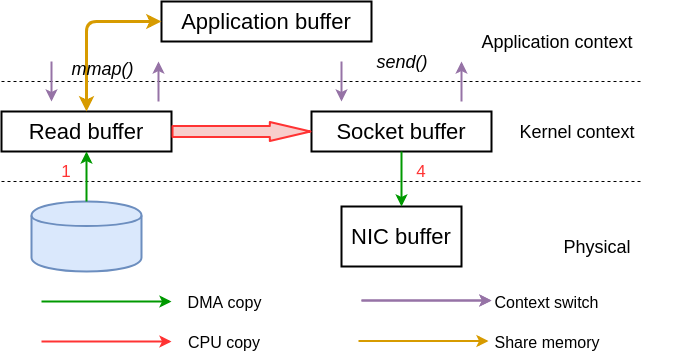 Application buffer
Application context
mmap()
send()
Read buffer
Socket buffer
Kernel context
1
4
NIC buffer
Physical
DMA copy
Context switch
CPU copy
Share memory